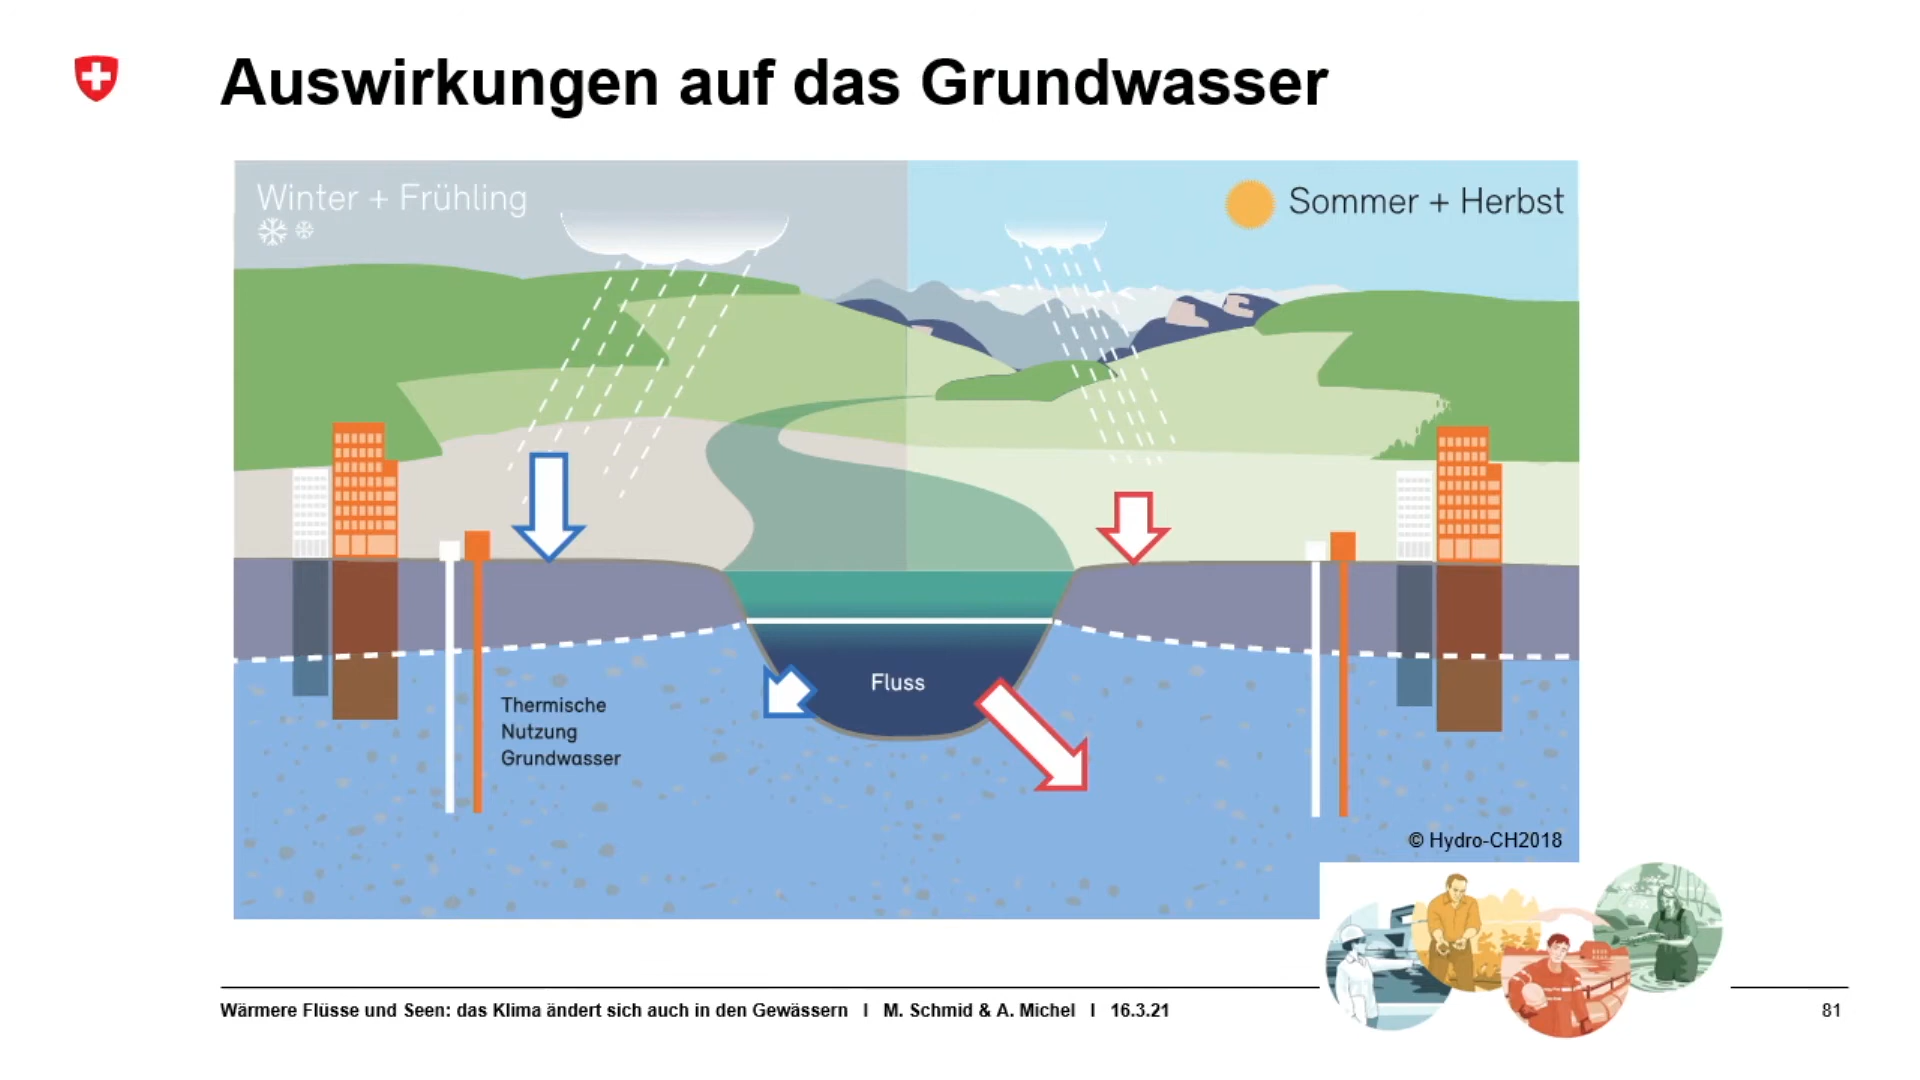 Auswirkungen auf das Grundwasser
Winter + Frühling
Sommer + Herbst
Fluss
Thermische
Nutzung
Grundwasser
© Hydro-CH2018
Wärmere Flüsse und Seen: das Klima ändert sich auch in den Gewässern I M. Schmid & A. Michel I 16.3.21
81